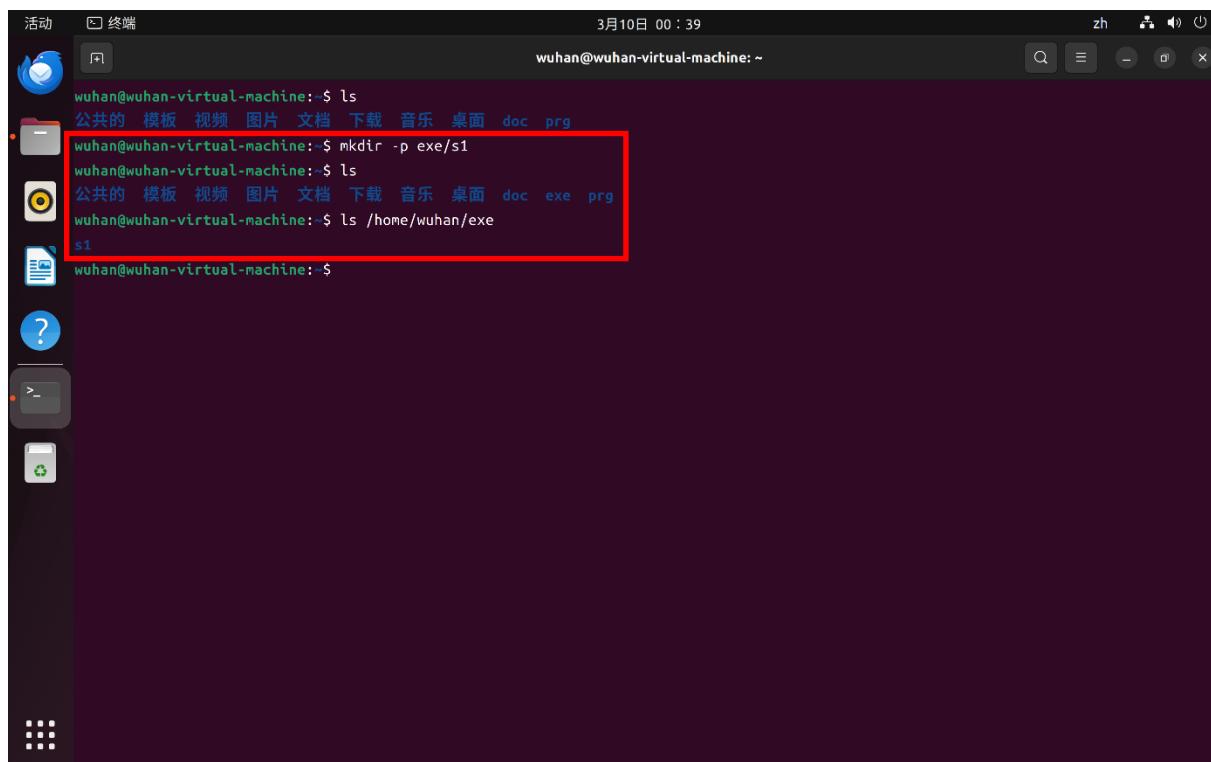 活动 终端 3月10日 00：39 zh
wuhan@wuhan-virtual-machine: ~
wuhan@wuhan-virtual-machine:~$ ls
公共的 模板 视频 图片 文档 下载 音乐 桌面 doc prg
wuhan@wuhan-virtual-machine:~$ mkdir -p exe/s1
wuhan@wuhan-virtual-machine:~$ ls
公共的 模板 视频 图片 文档 下载 音乐 桌面 doc exe prg
wuhan@wuhan-virtual-machine:~$ ls /home/wuhan/exe
s1
wuhan@wuhan-virtual-machine:~$